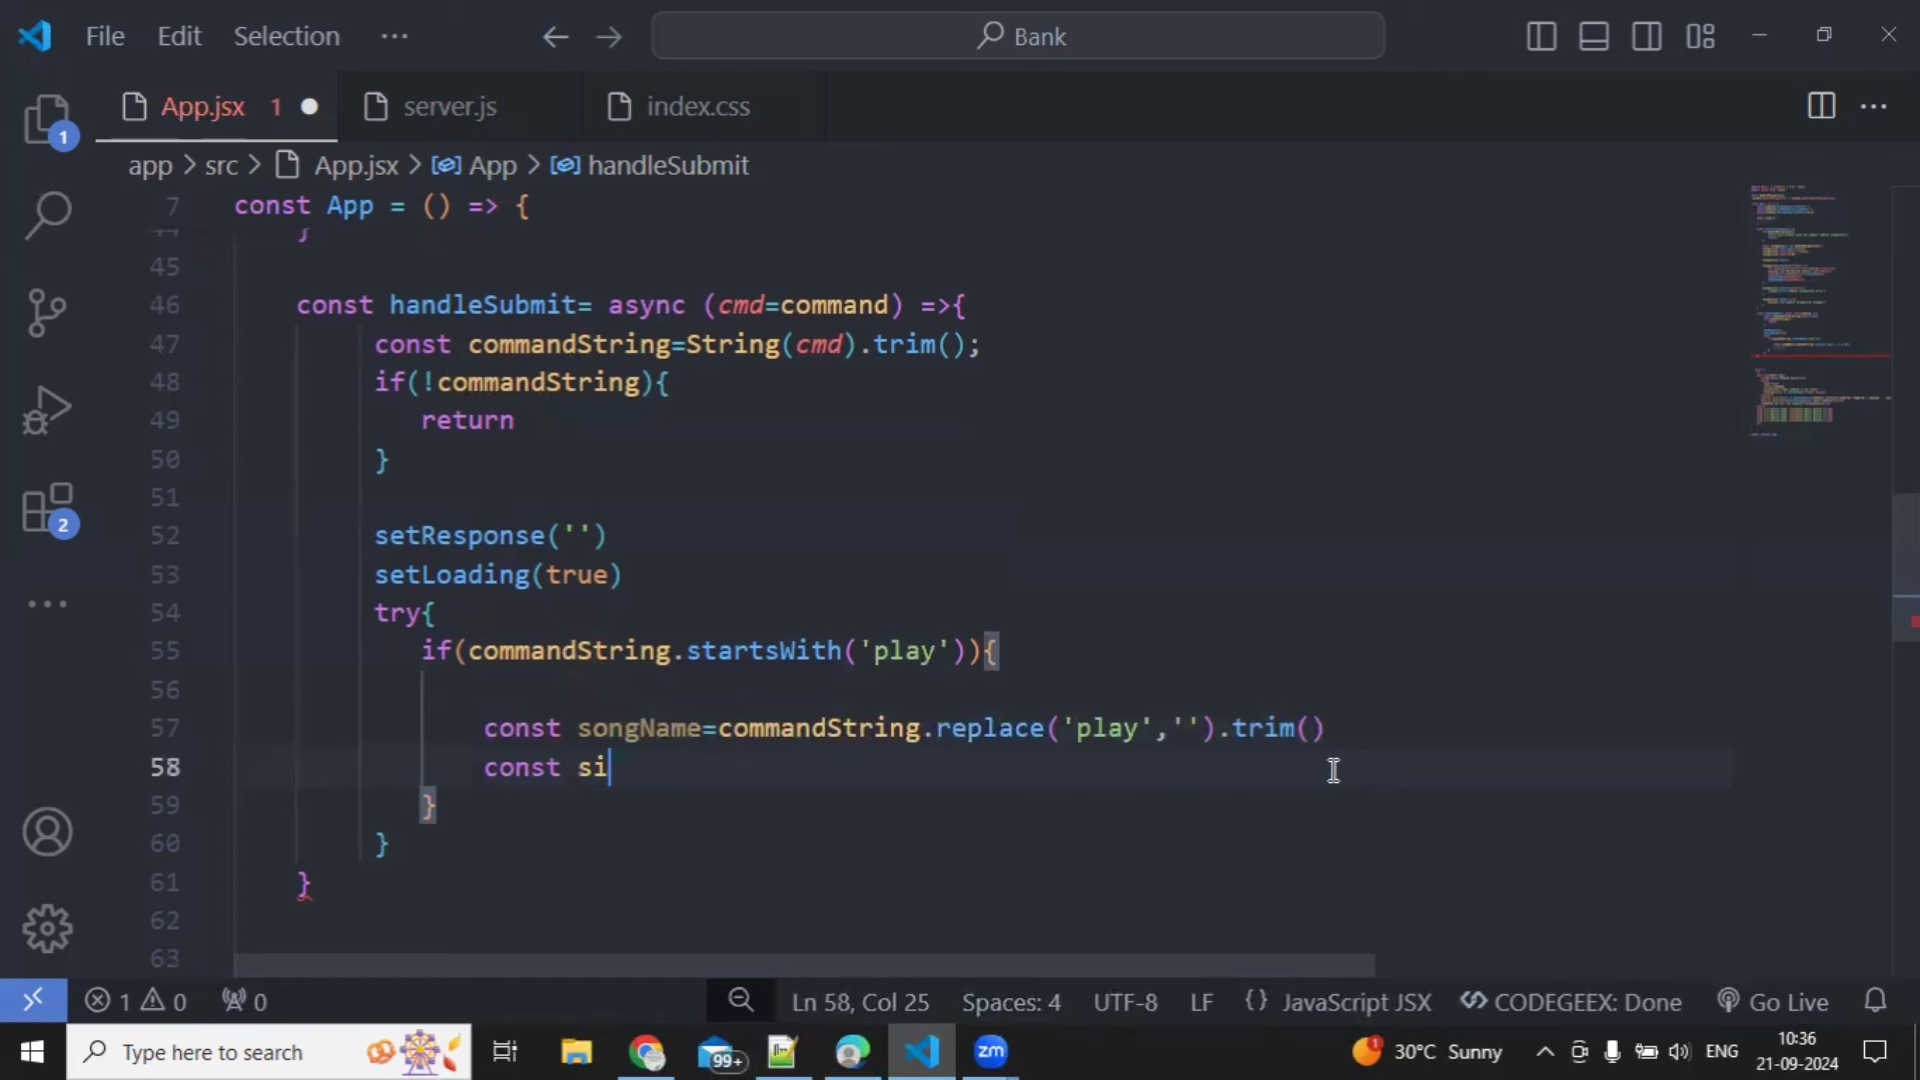 File Edit Selection ··· Bank
App.jsx 1 server.js index.css
1
app > src > App.jsx > App > handleSubmit
7 const App = () => {
44 }
45
46 const handleSubmit= async (cmd=command) =>{
47 const commandString=String(cmd).trim();
48 if(!commandString){
49 return
50 }
51
52 setResponse('')
53 setLoading(true)
54 try{
55 if(commandString.startsWith('play')){
56
57 const songName=commandString.replace('play','').trim()
58 const si
59 }
60 }
61 }
62
63
2
1 0 0 Ln 58, Col 25 Spaces: 4 UTF-8 LF {} JavaScript JSX CODEGEEX: Done Go Live
Type here to search 99+ zm 1 30°C Sunny ENG 10:36
21-09-2024